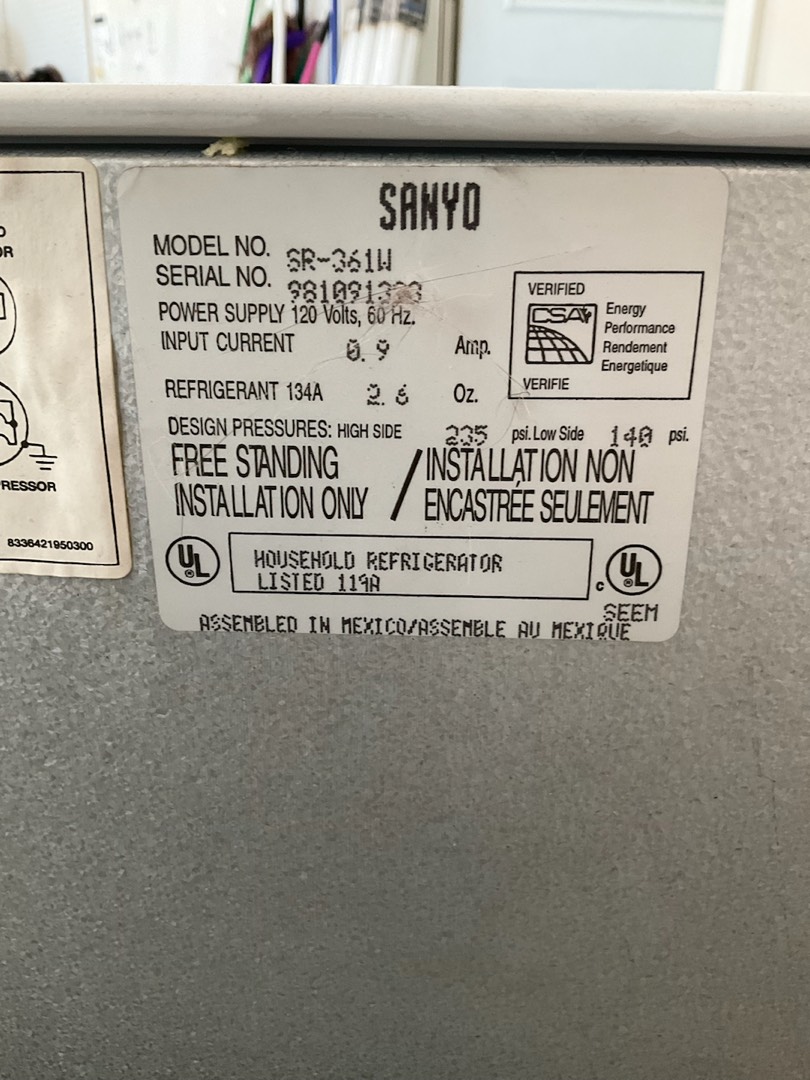 SANYO
MODEL NO. SR-361W
SERIAL NO.
POWER SUPPLY 120 Volts, 60 Hz.
INPUT CURRENT 0.9 Amp.
REFRIGERANT 134A 2.6 Oz.
DESIGN PRESSURES: HIGH SIDE 235 psi. Low Side 140 psi.
FREE STANDING
INSTALLATION ONLY
/
INSTALLATION NON
ENCASTRÉE SEULEMENT
VERIFIED
CSA
Energy
Performance
Rendement
Energetique
VERIFIE
UL
HOUSEHOLD REFRIGERATOR
LISTED 119A
c UL
SEEM
ASSEMBLED IN MEXICO/ASSEMBLE AU MEXIQUE
8336421950300